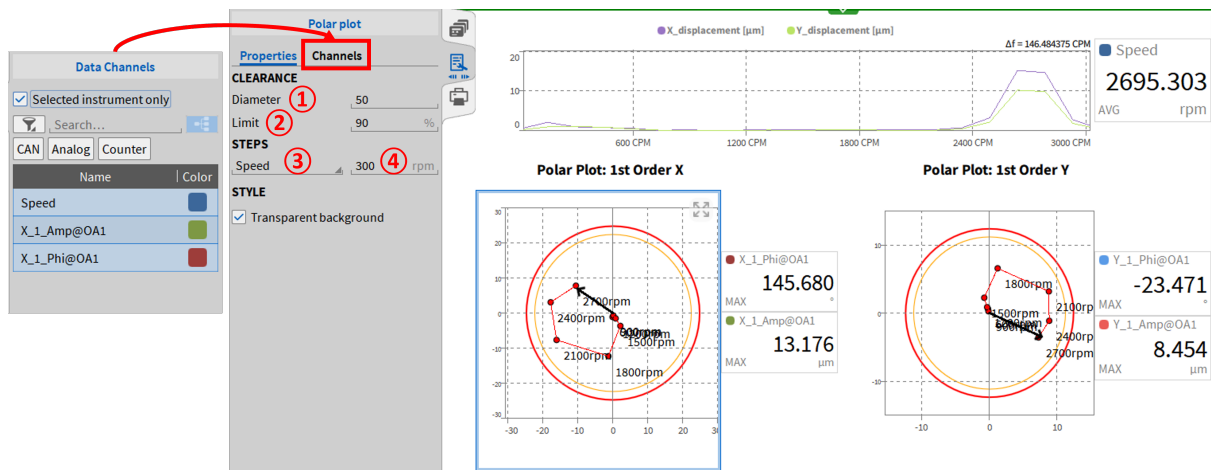 Data Channels
Selected instrument only
Search...
CAN Analog Counter
Name Color
Speed
X_1_Amp@OA1
X_1_Phi@OA1
Polar plot
Properties Channels
CLEARANCE
Diameter 1 50
Limit 2 90 %
STEPS
Speed 3 300 4 rpm
STYLE
Transparent background
X_displacement [µm] Y_displacement [µm]
Δf = 146.484375 CPM
20
10
0
600 CPM 1200 CPM 1800 CPM 2400 CPM 3000 CPM
Speed
2695.303
AVG rpm
Polar Plot: 1st Order X
30
20
10
0
-10
-20
-30
-30 -20 -10 0 10 20 30
2700rpm
2400rpm
1500rpm
2100rpm
1800rpm
X_1_Phi@OA1
145.680
MAX °
X_1_Amp@OA1
13.176
MAX µm
Polar Plot: 1st Order Y
10
0
-10
-10 0 10
1800rpm
2100rp
1500rpm
900rpm
2400rp
2700rpm
Y_1_Phi@OA1
-23.471
MAX °
Y_1_Amp@OA1
8.454
MAX µm